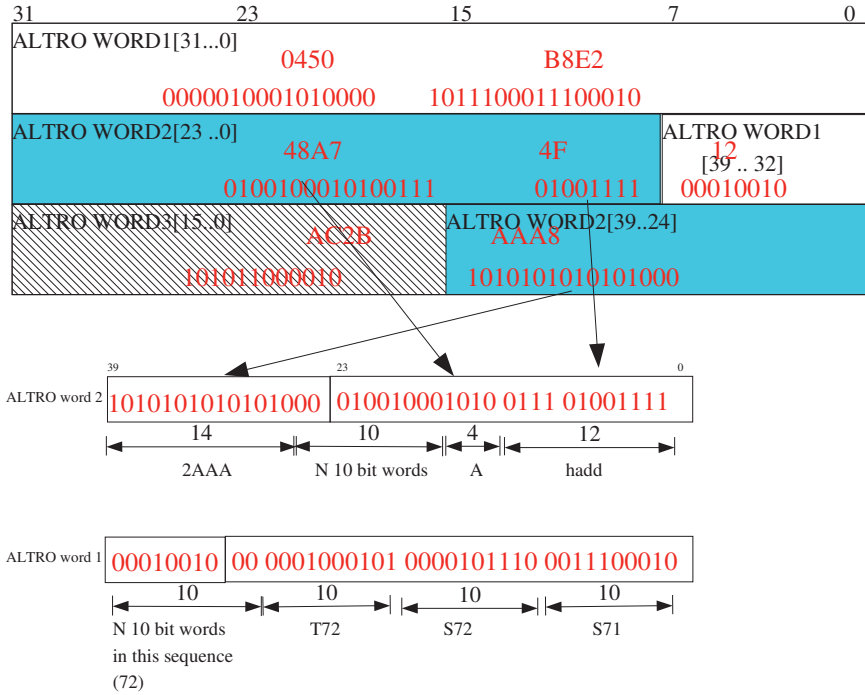 31 23 15 7 0
ALTRO WORD1[31...0]
0450 B8E2
0000010001010000 1011100011100010
ALTRO WORD2[23 ..0] ALTRO WORD1
48A7 4F 12
[39 .. 32]
0100100010100111 01001111 00010010
ALTRO WORD3[15..0] ALTRO WORD2[39..24]
AC2B AAA8
101011000010 1010101010101000
39 23 0
ALTRO word 2 1010101010101000 010010001010 0111 01001111
14 10 4 12
2AAA N 10 bit words A hadd
ALTRO word 1 00010010 00 0001000101 0000101110 0011100010
10 10 10 10
N 10 bit words T72 S72 S71
in this sequence
(72)